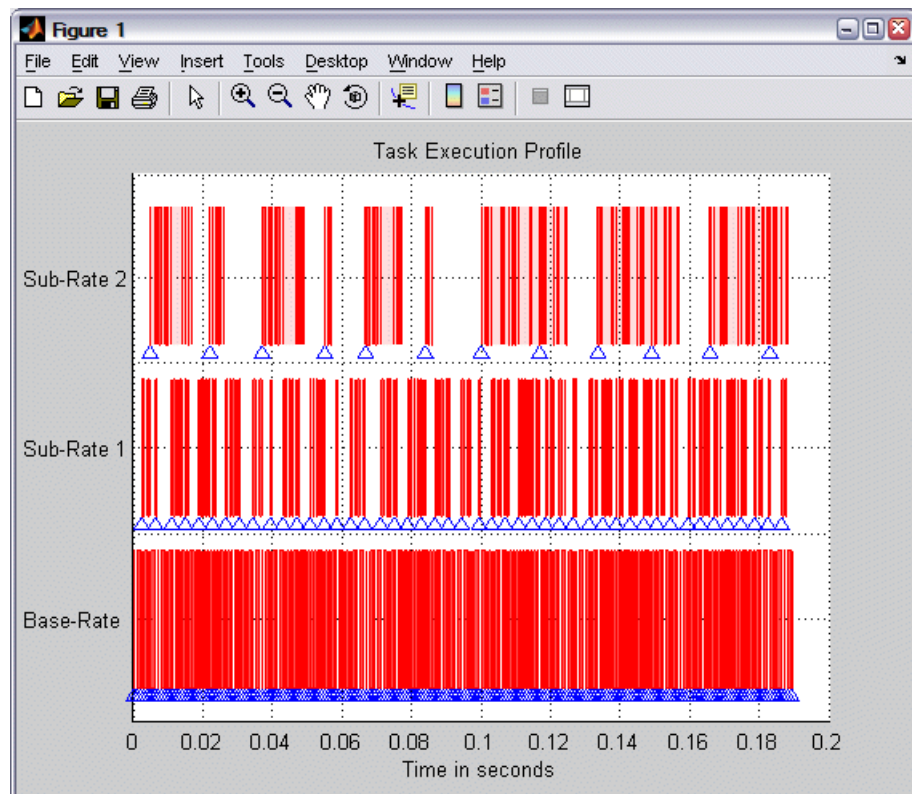 Figure 1
File Edit View Insert Tools Desktop Window Help
Task Execution Profile
Sub-Rate 2
Sub-Rate 1
Base-Rate
0 0.02 0.04 0.06 0.08 0.1 0.12 0.14 0.16 0.18 0.2
Time in seconds